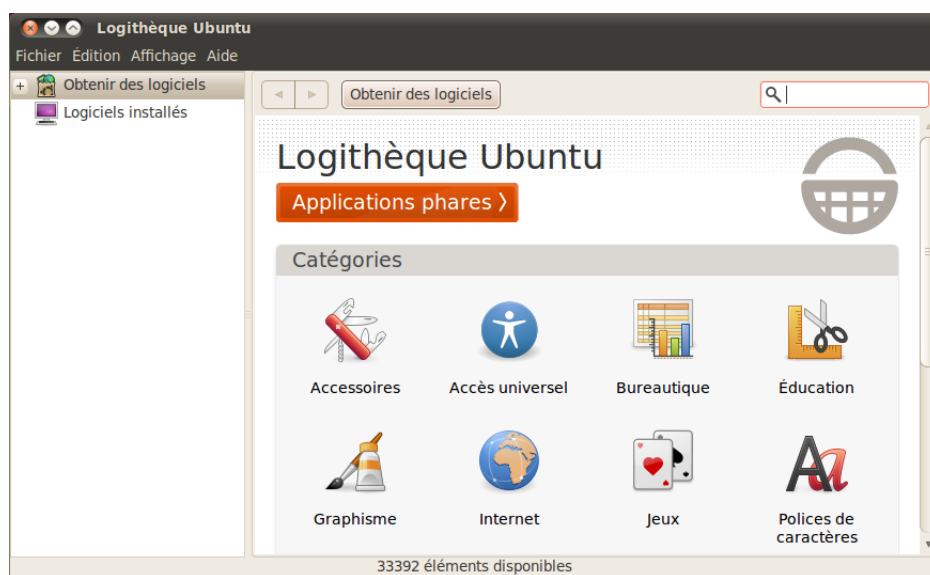 Logithèque Ubuntu
Fichier Édition Affichage Aide
Obtenir des logiciels
Logiciels installés
Obtenir des logiciels
Logithèque Ubuntu
Applications phares
Catégories
Accessoires
Accès universel
Bureautique
Éducation
Graphisme
Internet
Jeux
Polices de
caractères
33392 éléments disponibles